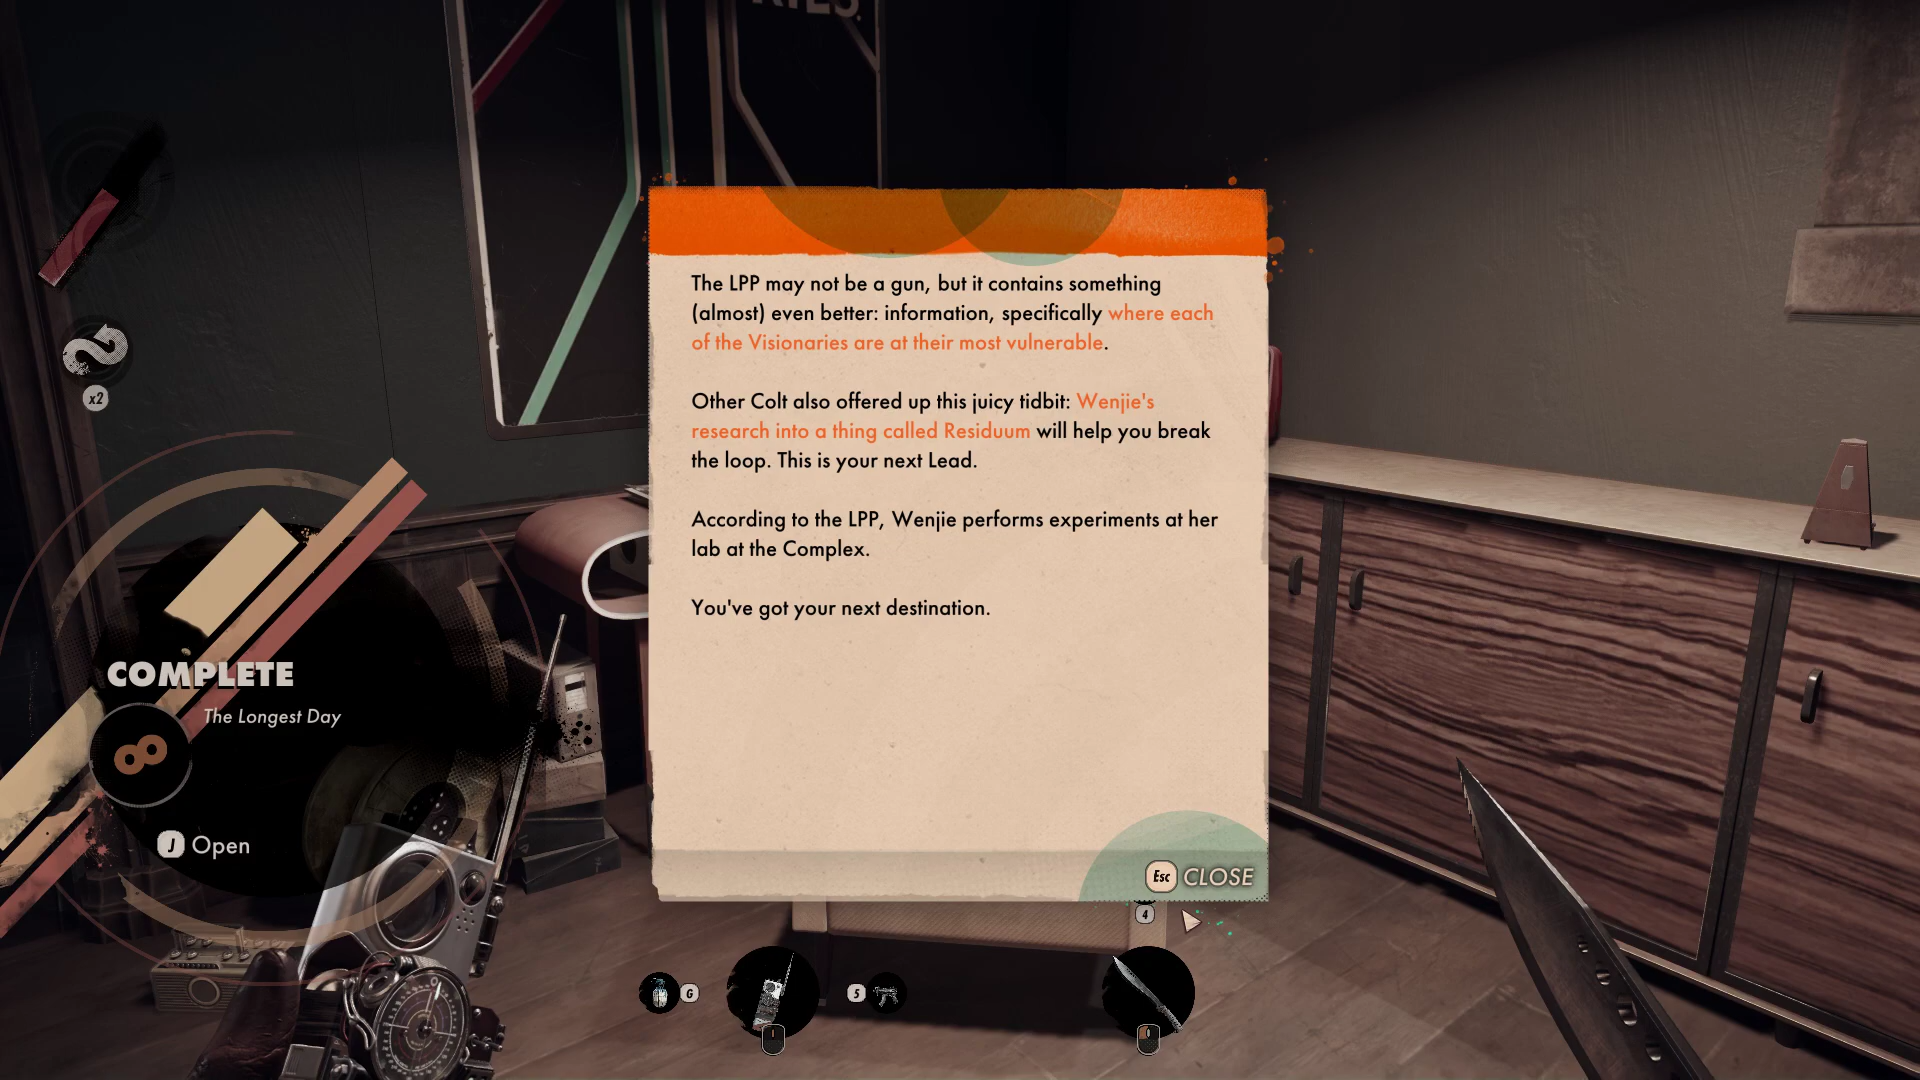 The LPP may not be a gun, but it contains something
(almost) even better: information, specifically where each
of the Visionaries are at their most vulnerable.
Other Colt also offered up this juicy tidbit: Wenjie's
research into a thing called Residuum will help you break
the loop. This is your next Lead.
According to the LPP, Wenjie performs experiments at her
lab at the Complex.
You've got your next destination.
Esc CLOSE
x2
COMPLETE
The Longest Day
J Open
4
G
5